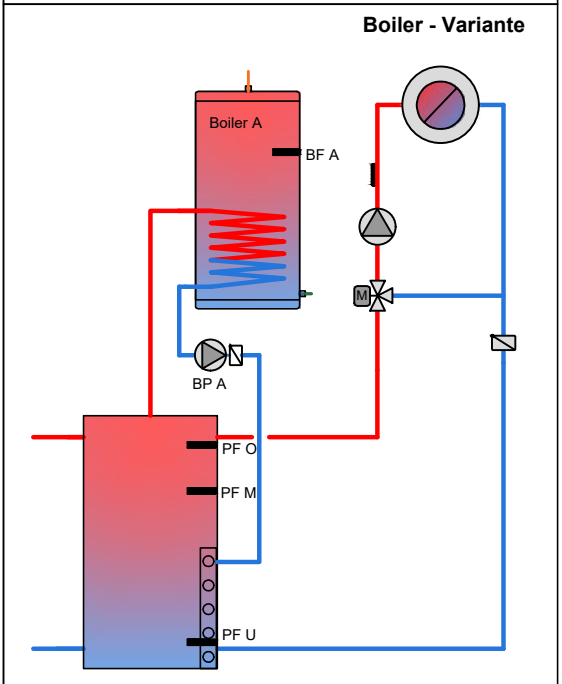 Boiler - Variante
Boiler A
BF A
M
BP A
PF O
PF M
PF U